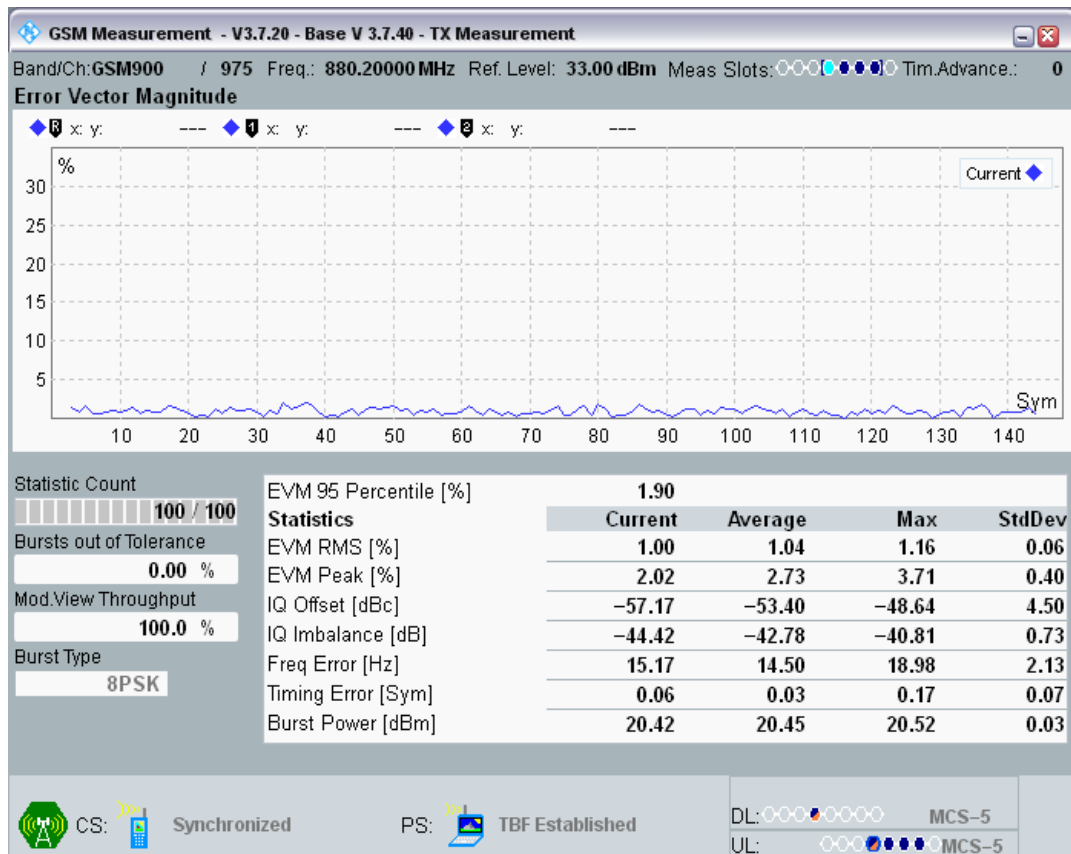 GSM Measurement - V3.7.20 - Base V 3.7.40 - TX Measurement
Band/Ch:GSM900 / 975 Freq.: 880.20000 MHz Ref. Level: 33.00 dBm Meas Slots: Tim.Advance.: 0
Error Vector Magnitude
R x: y: --- 1 x: y: --- 2 x: y: ---
%
Current
30
25
20
15
10
5
Sym
10 20 30 40 50 60 70 80 90 100 110 120 130 140
Statistic Count
100 / 100
Bursts out of Tolerance
0.00 %
Mod.View Throughput
100.0 %
Burst Type
8PSK
EVM 95 Percentile [%] 1.90
Statistics Current Average Max StdDev
EVM RMS [%] 1.00 1.04 1.16 0.06
EVM Peak [%] 2.02 2.73 3.71 0.40
IQ Offset [dBc] −57.17 −53.40 −48.64 4.50
IQ Imbalance [dB] −44.42 −42.78 −40.81 0.73
Freq Error [Hz] 15.17 14.50 18.98 2.13
Timing Error [Sym] 0.06 0.03 0.17 0.07
Burst Power [dBm] 20.42 20.45 20.52 0.03
CS: Synchronized PS: TBF Established
DL: MCS−5
UL: MCS−5